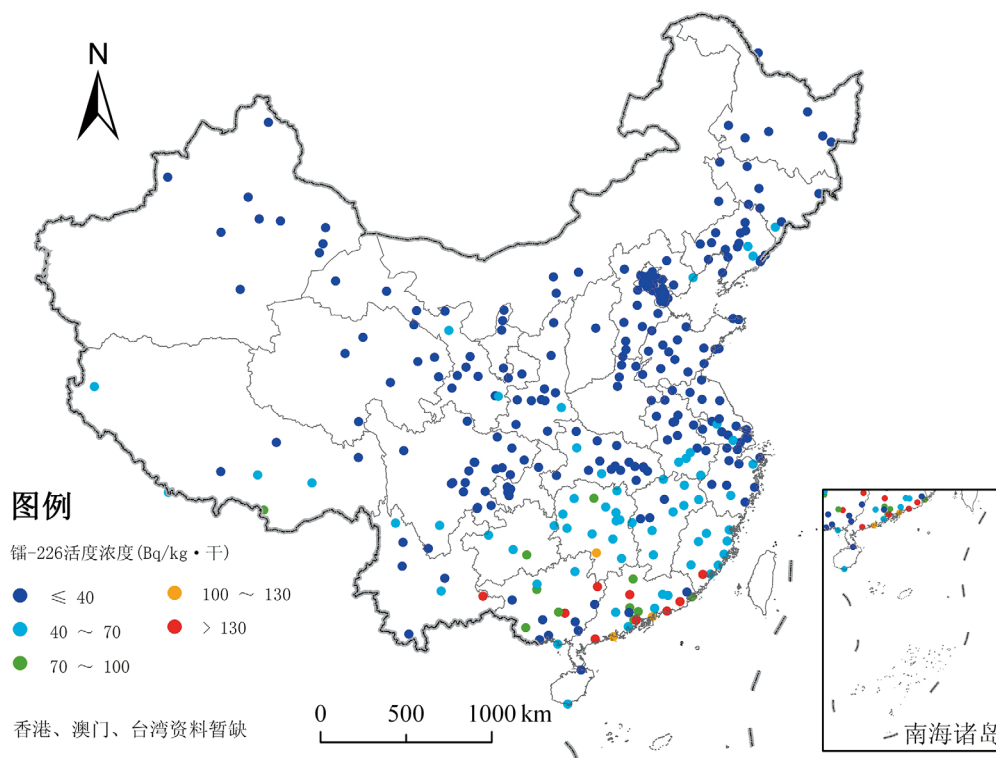 N
图例
镭-226活度浓度(Bq/kg·干)
≤ 40
40 ～ 70
70 ～ 100
100 ～ 130
> 130
香港、澳门、台湾资料暂缺
0 500 1000 km
南海诸岛